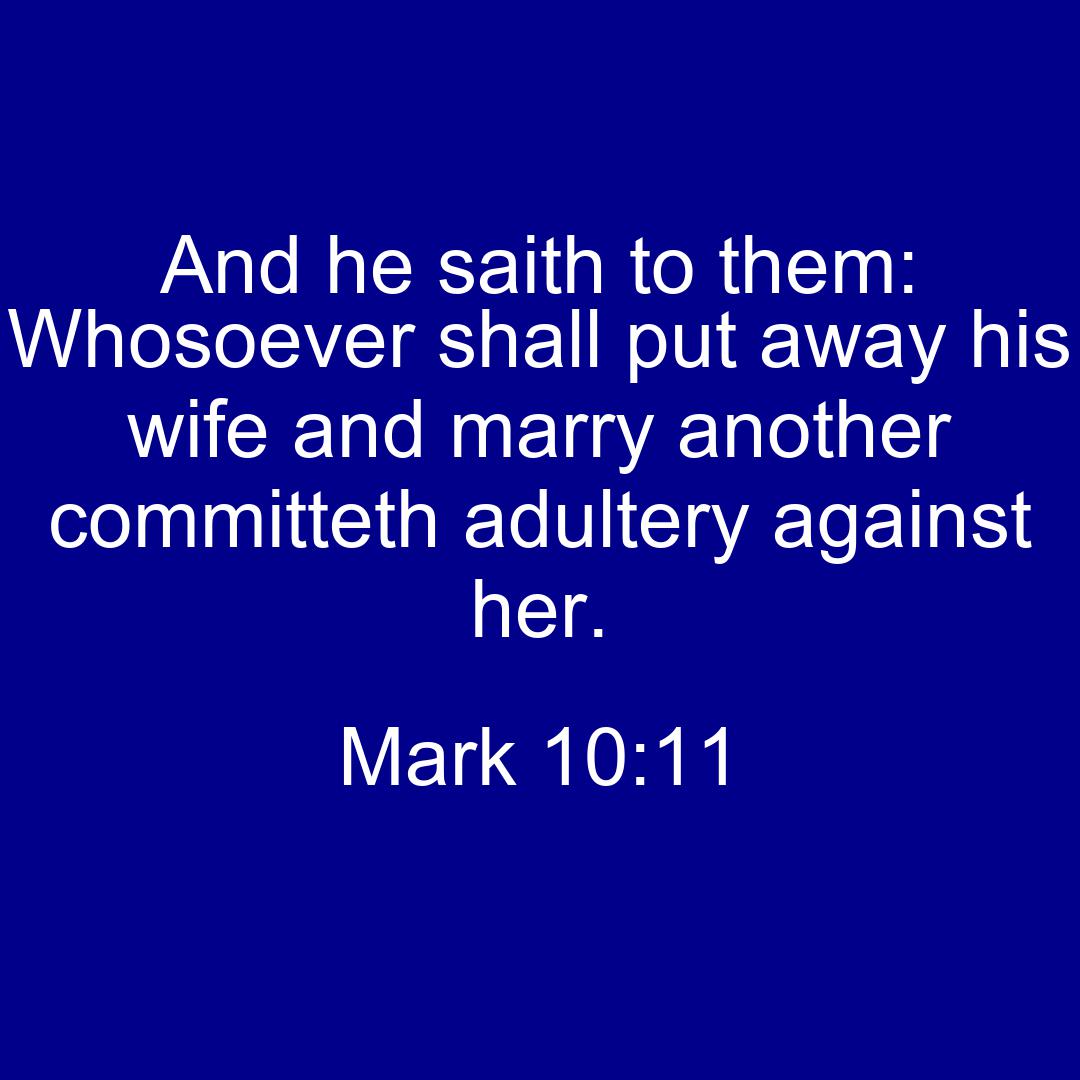 And he saith to them:
Whosoever shall put away his
wife and marry another
committeth adultery against
her.
Mark 10:11